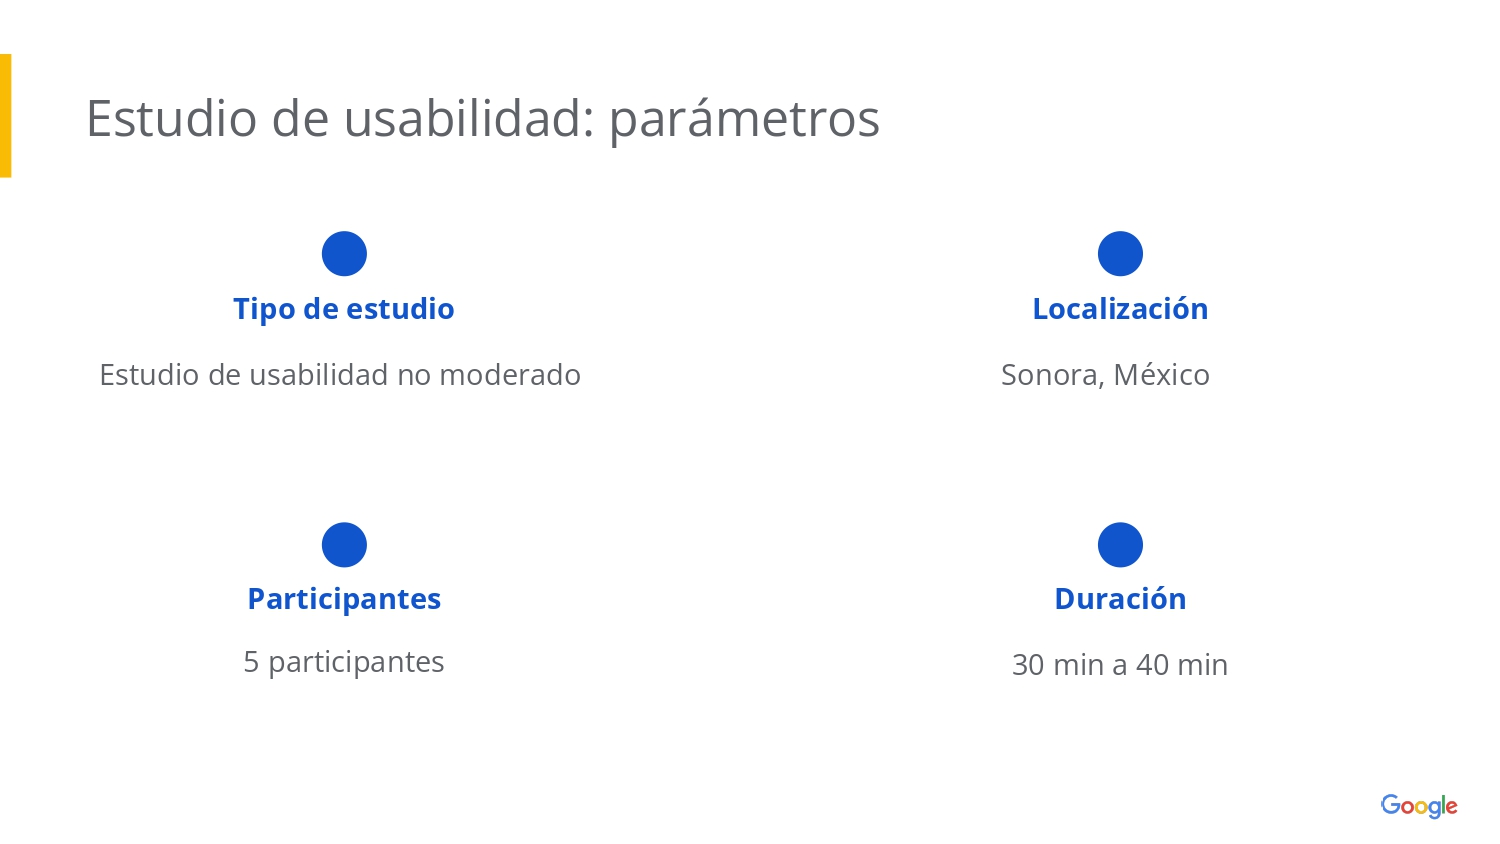 Estudio de usabilidad: parámetros
Tipo de estudio
Estudio de usabilidad no moderado
Localización
Sonora, México
Participantes
5 participantes
Duración
30 min a 40 min
Google